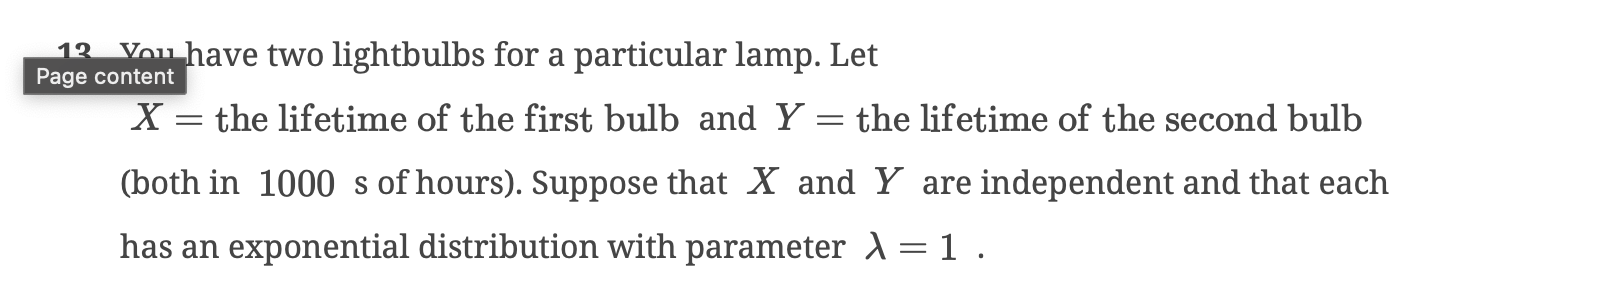 13. You have two lightbulbs for a particular lamp. Let
Page content
X = the lifetime of the first bulb and Y = the lifetime of the second bulb
(both in 1000 s of hours). Suppose that X and Y are independent and that each
has an exponential distribution with parameter λ = 1 .